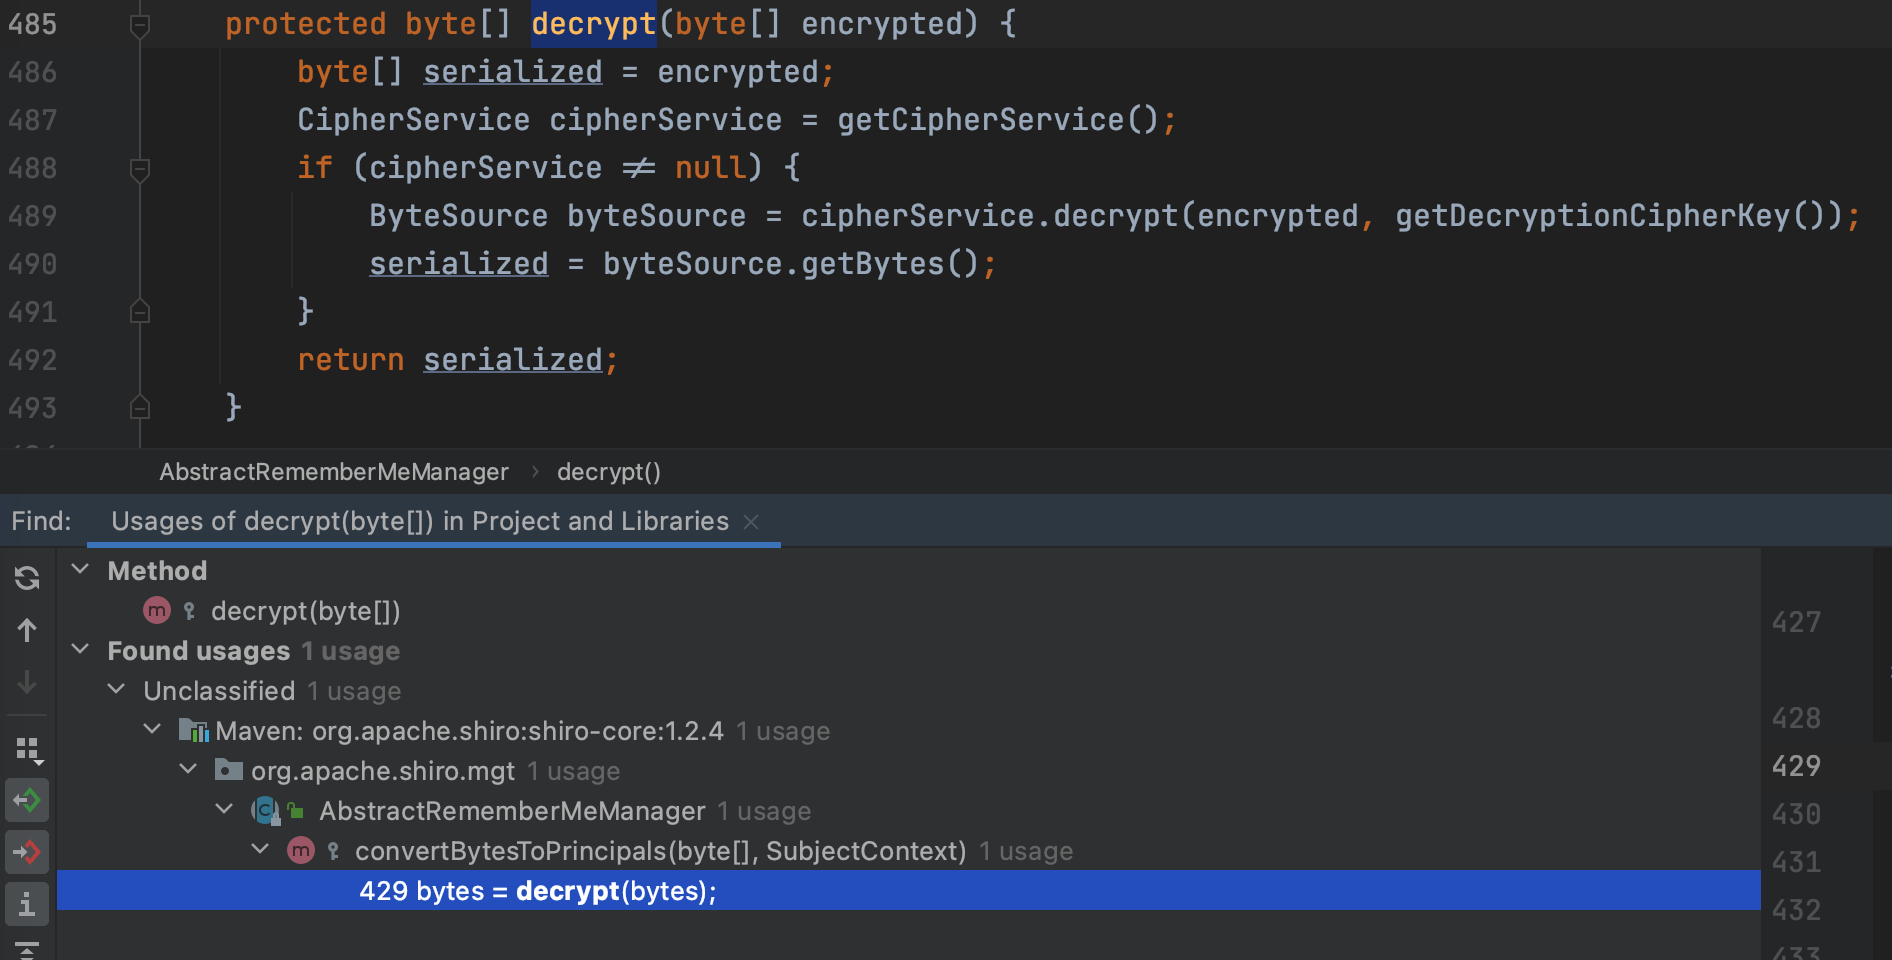 485 protected byte[] decrypt(byte[] encrypted) {
486 byte[] serialized = encrypted;
487 CipherService cipherService = getCipherService();
488 if (cipherService ≠ null) {
489 ByteSource byteSource = cipherService.decrypt(encrypted, getDecryptionCipherKey());
490 serialized = byteSource.getBytes();
491 }
492 return serialized;
493 }
AbstractRememberMeManager › decrypt()
Find: Usages of decrypt(byte[]) in Project and Libraries ×
Method
m decrypt(byte[])
Found usages 1 usage
Unclassified 1 usage
Maven: org.apache.shiro:shiro-core:1.2.4 1 usage
org.apache.shiro.mgt 1 usage
C AbstractRememberMeManager 1 usage
m convertBytesToPrincipals(byte[], SubjectContext) 1 usage
429 bytes = decrypt(bytes);
427
428
429
430
431
432
433